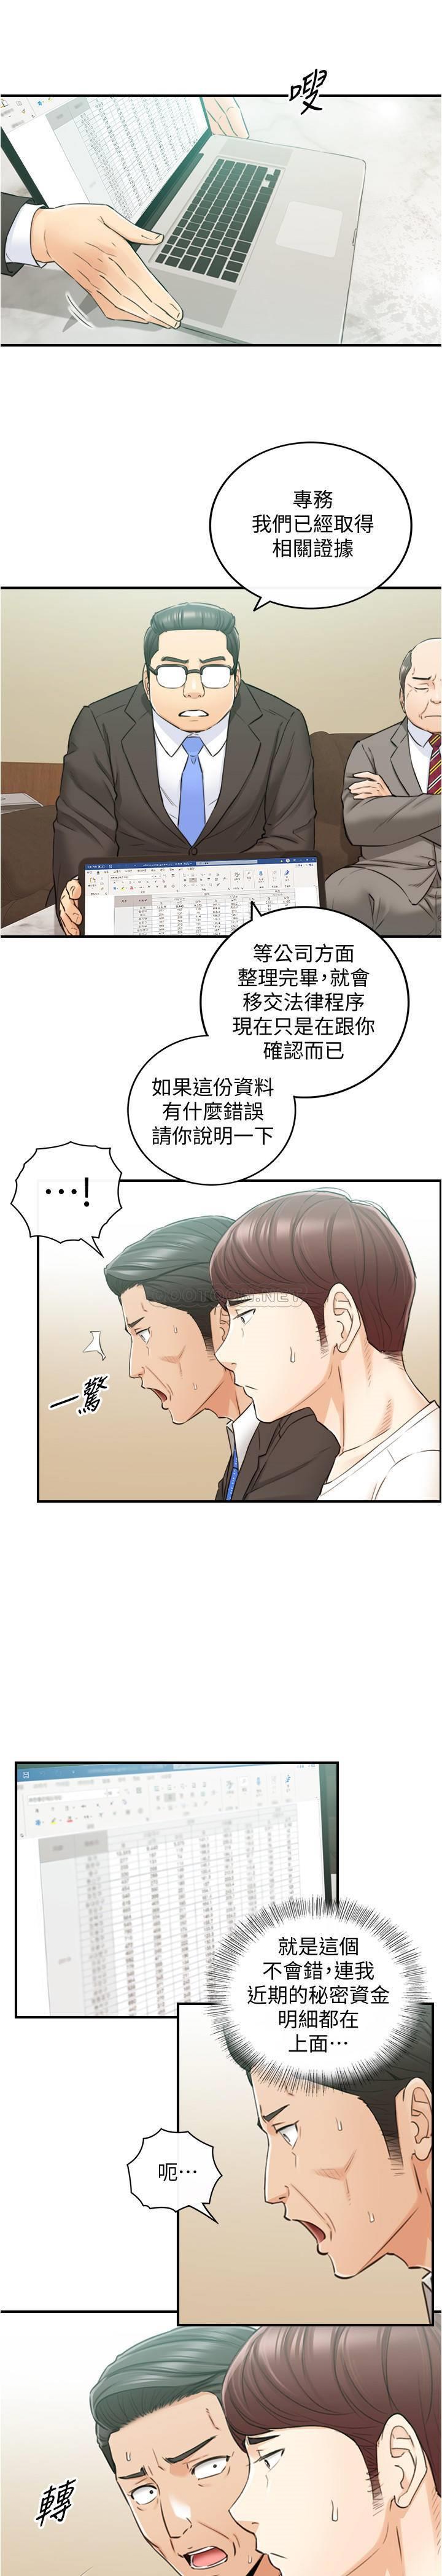 嗖
專務
我們已經取得
相關證據
等公司方面
整理完畢,就會
移交法律程序
現在只是在跟你
確認而已
如果這份資料
有什麼錯誤
請你說明一下
…!
一驚
就是這個
不會錯,連我
近期的秘密資金
明細都在
上面…
呃…
轉